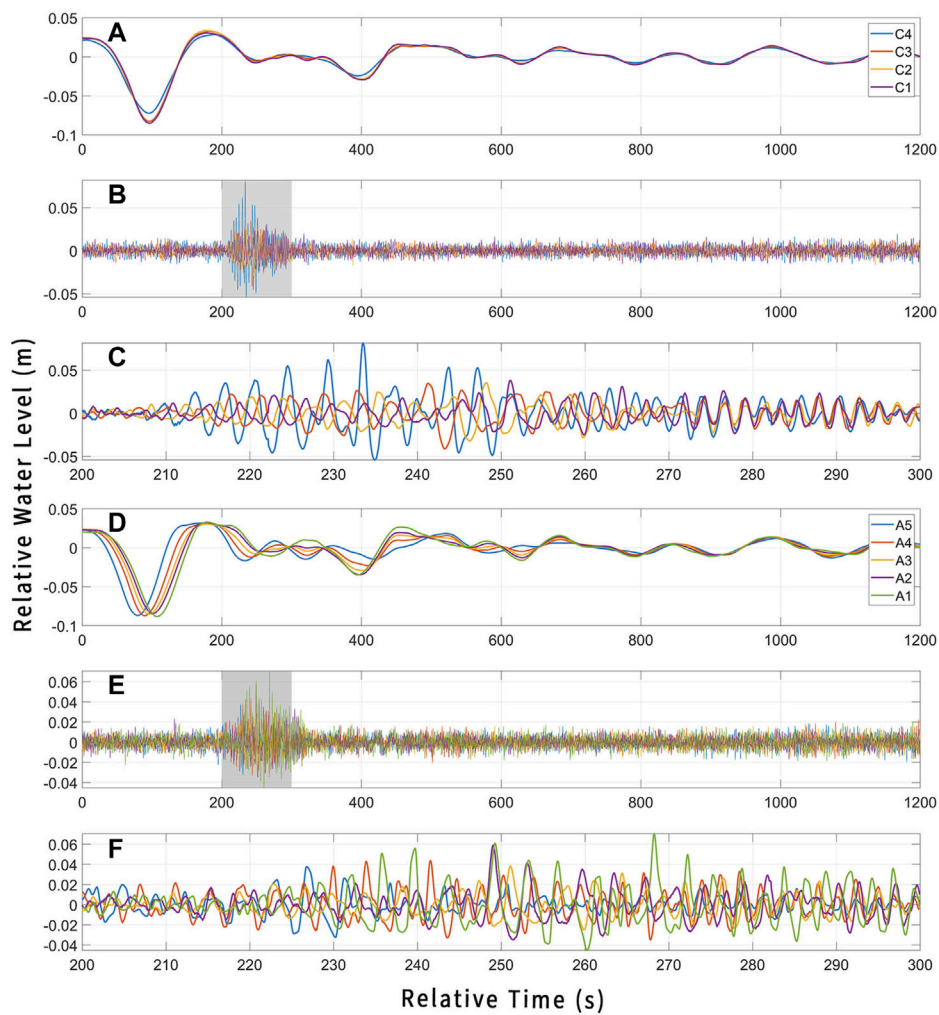 Relative Water Level (m)
A
0.05
0
-0.05
-0.1
0 200 400 600 800 1000 1200
C4
C3
C2
C1
B
0.05
0
-0.05
0 200 400 600 800 1000 1200
C
0.05
0
-0.05
200 210 220 230 240 250 260 270 280 290 300
D
0.05
0
-0.05
-0.1
0 200 400 600 800 1000 1200
A5
A4
A3
A2
A1
E
0.06
0.04
0.02
0
-0.02
-0.04
0 200 400 600 800 1000 1200
F
0.06
0.04
0.02
0
-0.02
-0.04
200 210 220 230 240 250 260 270 280 290 300
Relative Time (s)